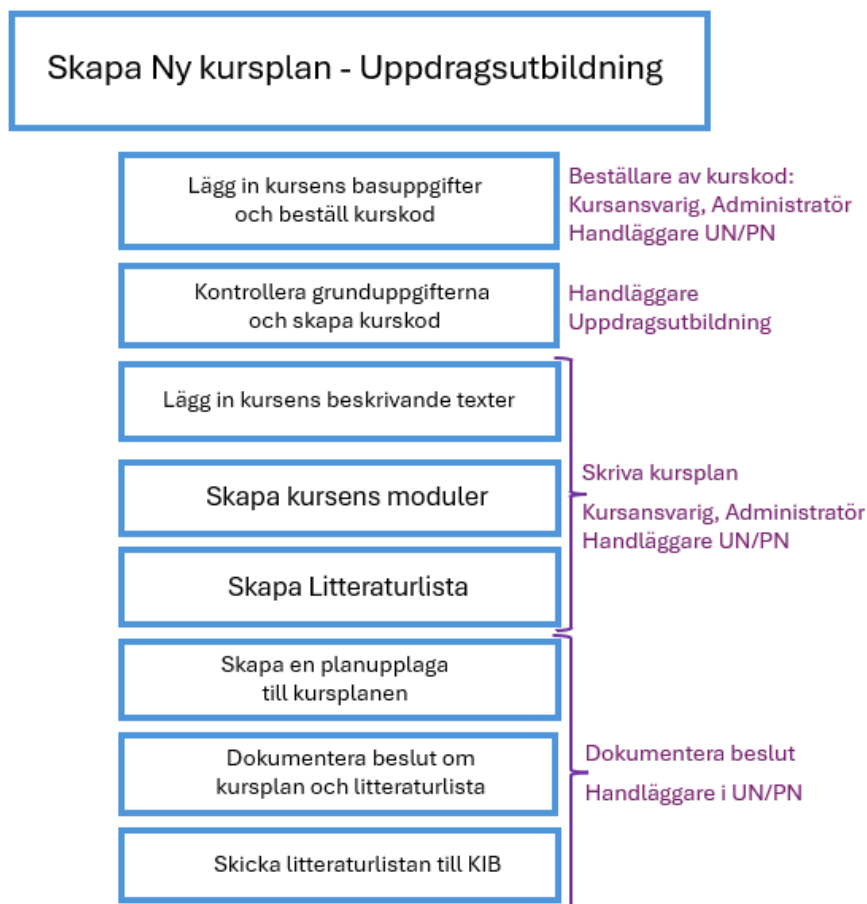 Skapa Ny kursplan - Uppdragsutbildning
Lägg in kursens basuppgifter
och beställ kurskod
Beställare av kurskod:
Kursansvarig, Administratör
Handläggare UN/PN
Kontrollera grunduppgifterna
och skapa kurskod
Handläggare
Uppdragsutbildning
Lägg in kursens beskrivande texter
Skapa kursens moduler
Skapa Litteraturlista
Skriva kursplan
Kursansvarig, Administratör
Handläggare UN/PN
Skapa en planupplaga
till kursplanen
Dokumentera beslut om
kursplan och litteraturlista
Skicka litteraturlistan till KIB
Dokumentera beslut
Handläggare i UN/PN